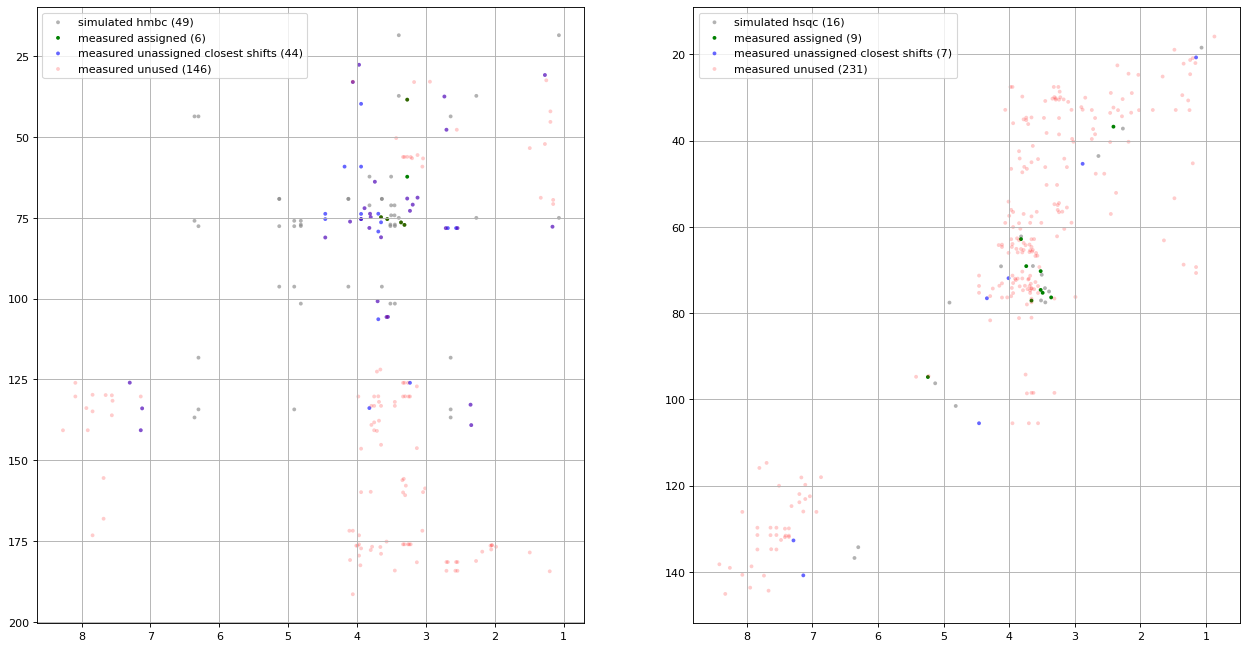 simulated hmbc (49)
measured assigned (6)
measured unassigned closest shifts (44)
measured unused (146)
25
50
75
100
125
150
175
200
8 7 6 5 4 3 2 1
simulated hsqc (16)
measured assigned (9)
measured unassigned closest shifts (7)
measured unused (231)
20
40
60
80
100
120
140
8 7 6 5 4 3 2 1